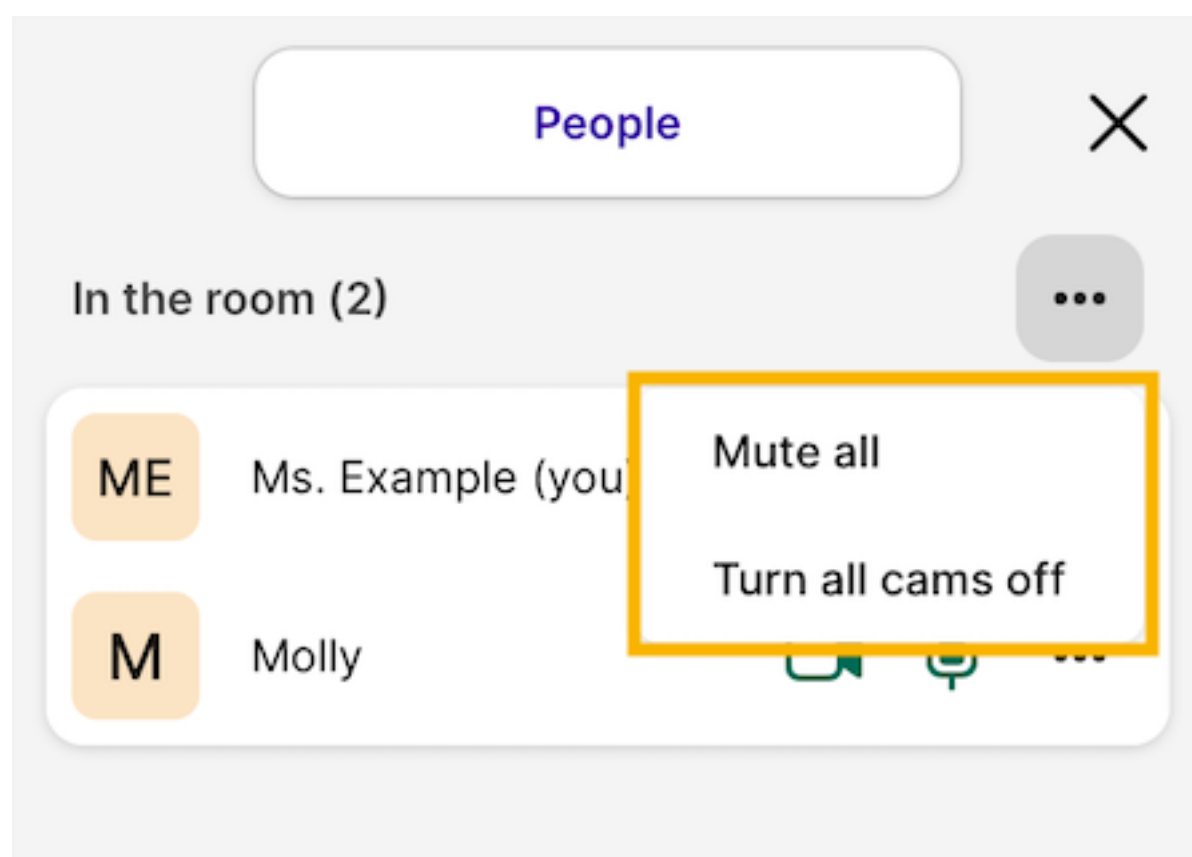 People
In the room (2)
Mute all
ME Ms. Example (you)
Turn all cams off
M Molly